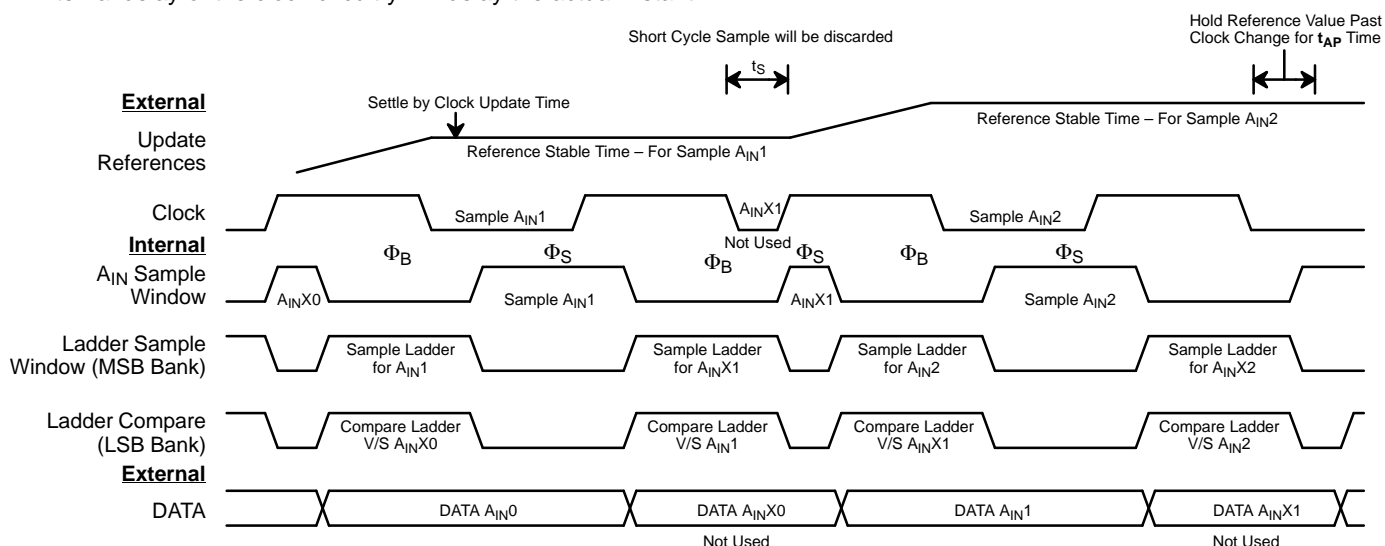 Short Cycle Sample will be discarded
Hold Reference Value Past
Clock Change for tAP Time
tS
External
Settle by Clock Update Time
Update
References
Reference Stable Time – For Sample AIN1
Reference Stable Time – For Sample AIN2
Clock
Sample AIN1
AINX1
Not Used
Sample AIN2
Internal
ΦB
ΦS
ΦB
ΦS
ΦB
ΦS
AIN Sample
Window
AINX0
Sample AIN1
AINX1
Sample AIN2
Ladder Sample
Window (MSB Bank)
Sample Ladder
for AIN1
Sample Ladder
for AINX1
Sample Ladder
for AIN2
Sample Ladder
for AINX2
Ladder Compare
(LSB Bank)
Compare Ladder
V/S AINX0
Compare Ladder
V/S AIN1
Compare Ladder
V/S AINX1
Compare Ladder
V/S AIN2
External
DATA
DATA AIN0
DATA AINX0
DATA AIN1
DATA AINX1
Not Used
Not Used